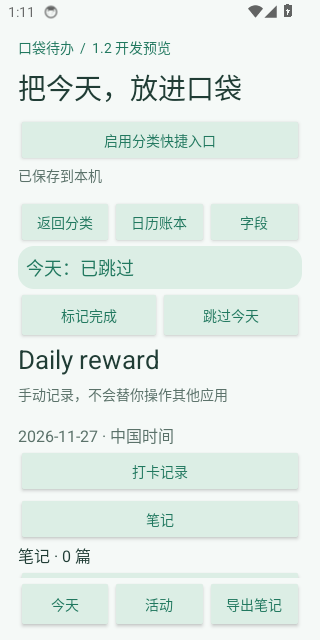 1:11
口袋待办 / 1.2 开发预览
把今天，放进口袋
启用分类快捷入口
已保存到本机
返回分类 日历账本 字段
今天：已跳过
标记完成 跳过今天
Daily reward
手动记录，不会替你操作其他应用
2026-11-27 · 中国时间
打卡记录
笔记
笔记 · 0 篇
今天 活动 导出笔记